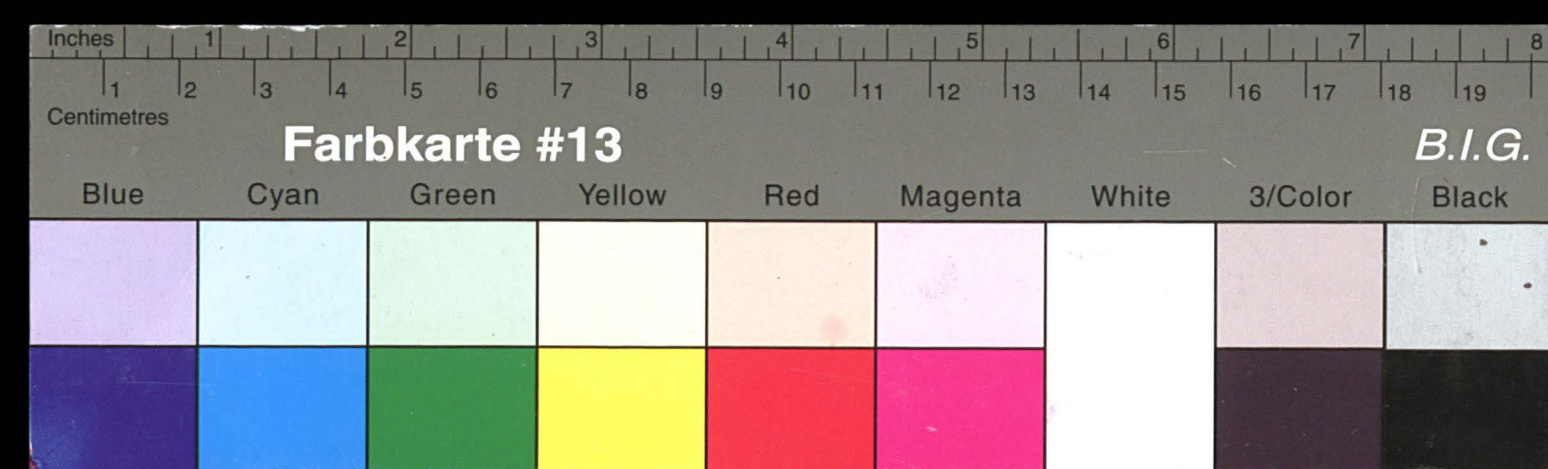 Inches 1 2 3 4 5 6 7 8
1 2 3 4 5 6 7 8 9 10 11 12 13 14 15 16 17 18 19
Centimetres
Farbkarte #13 B.I.G.
Blue Cyan Green Yellow Red Magenta White 3/Color Black